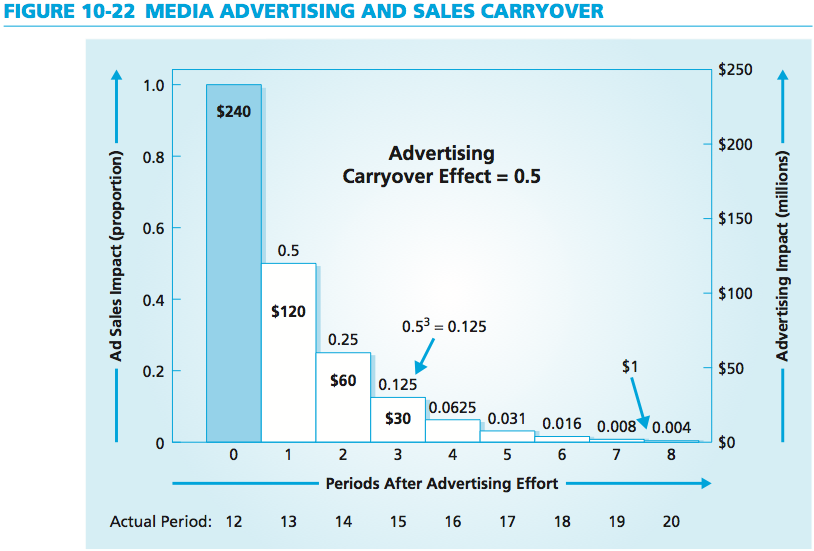 FIGURE 10-22 MEDIA ADVERTISING AND SALES CARRYOVER
Ad Sales Impact (proportion)
1.0
0.8
0.6
0.4
0.2
0
$240
0.5
$120
0.25
$60
0.125
$30
0.0625
0.031
0.016
0.008
0.004
Advertising
Carryover Effect = 0.5
0.5³ = 0.125
$1
$250
$200
$150
$100
$50
$0
Advertising Impact (millions)
0 1 2 3 4 5 6 7 8
Periods After Advertising Effort
Actual Period: 12 13 14 15 16 17 18 19 20